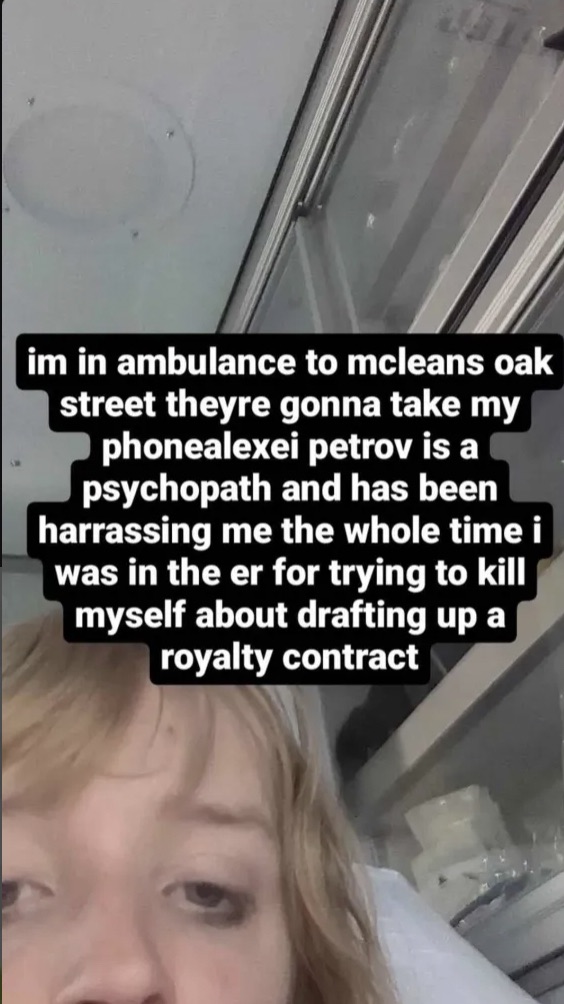 im in ambulance to mcleans oak
street theyre gonna take my
phonealexei petrov is a
psychopath and has been
harrassing me the whole time i
was in the er for trying to kill
myself about drafting up a
royalty contract